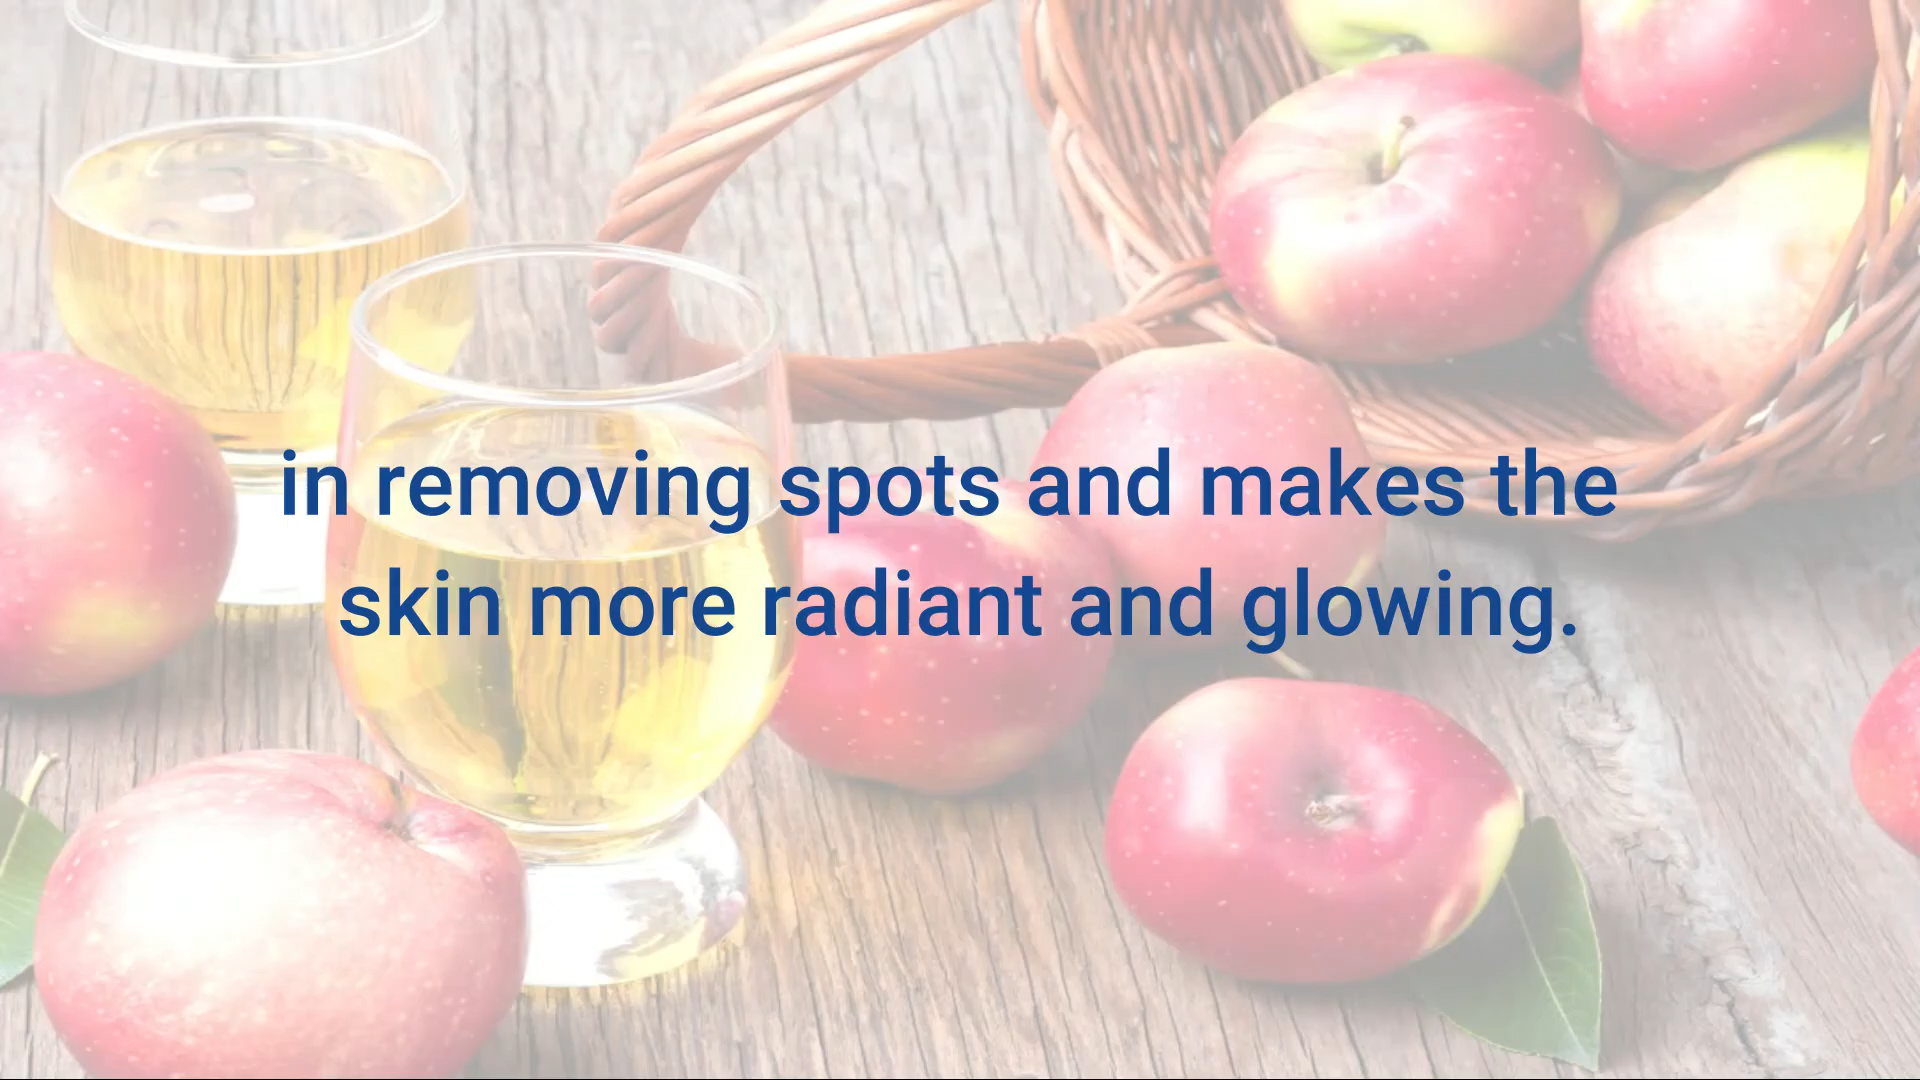 in removing spots and makes the
skin more radiant and glowing.